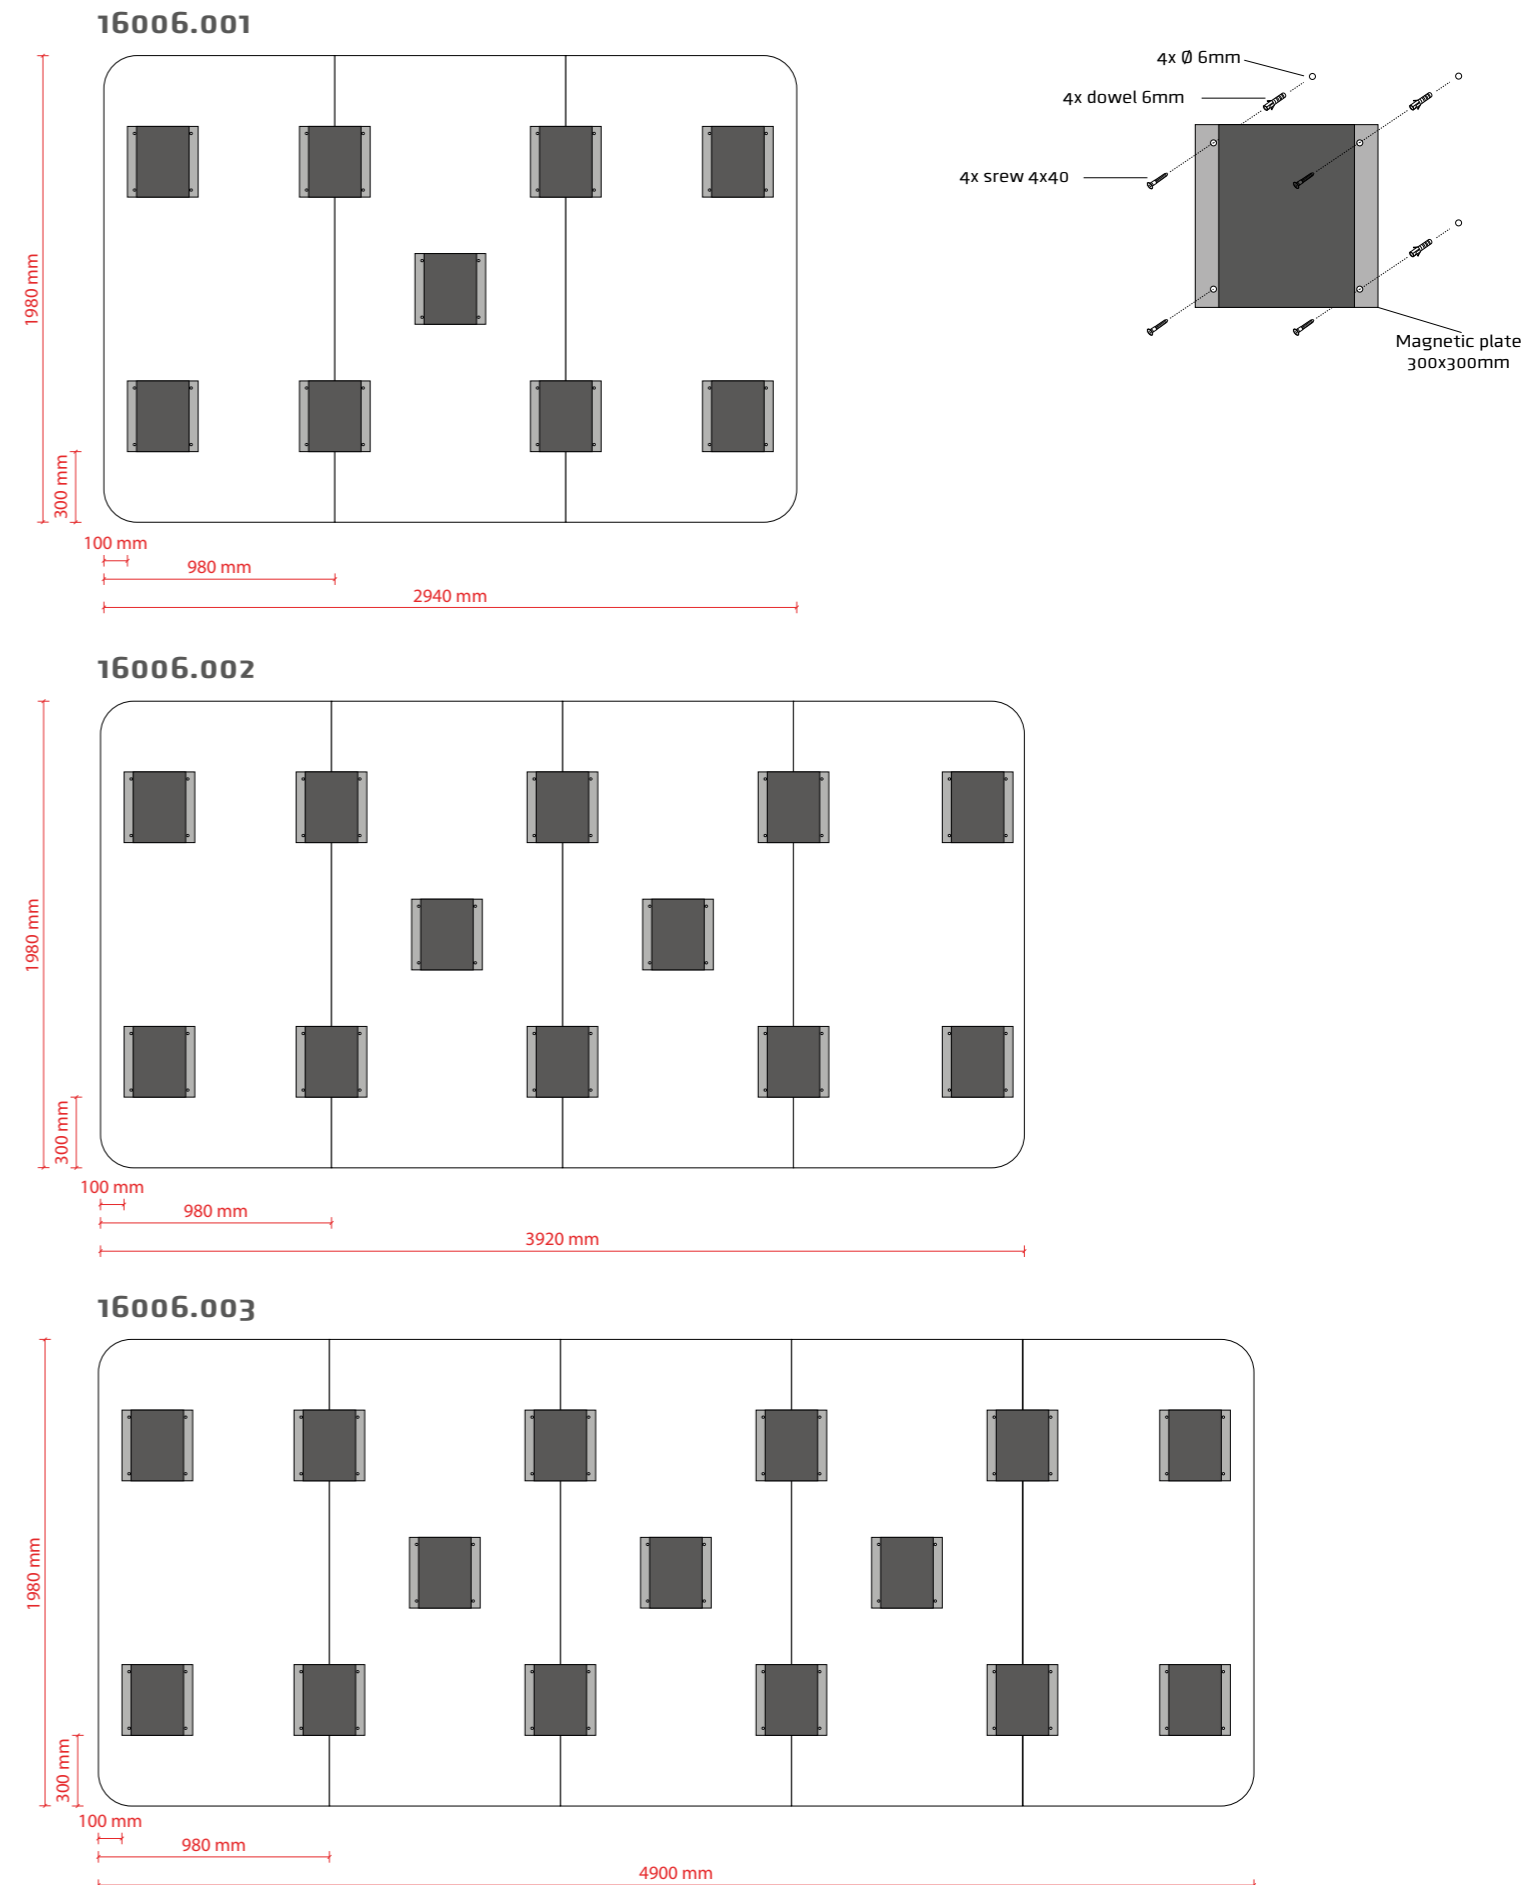 16006.001
4x Ø 6mm
4x dowel 6mm
4x srew 4x40
Magnetic plate
300x300mm
1980 mm
300 mm
100 mm
980 mm
2940 mm
16006.002
1980 mm
300 mm
100 mm
980 mm
3920 mm
16006.003
1980 mm
300 mm
100 mm
980 mm
4900 mm